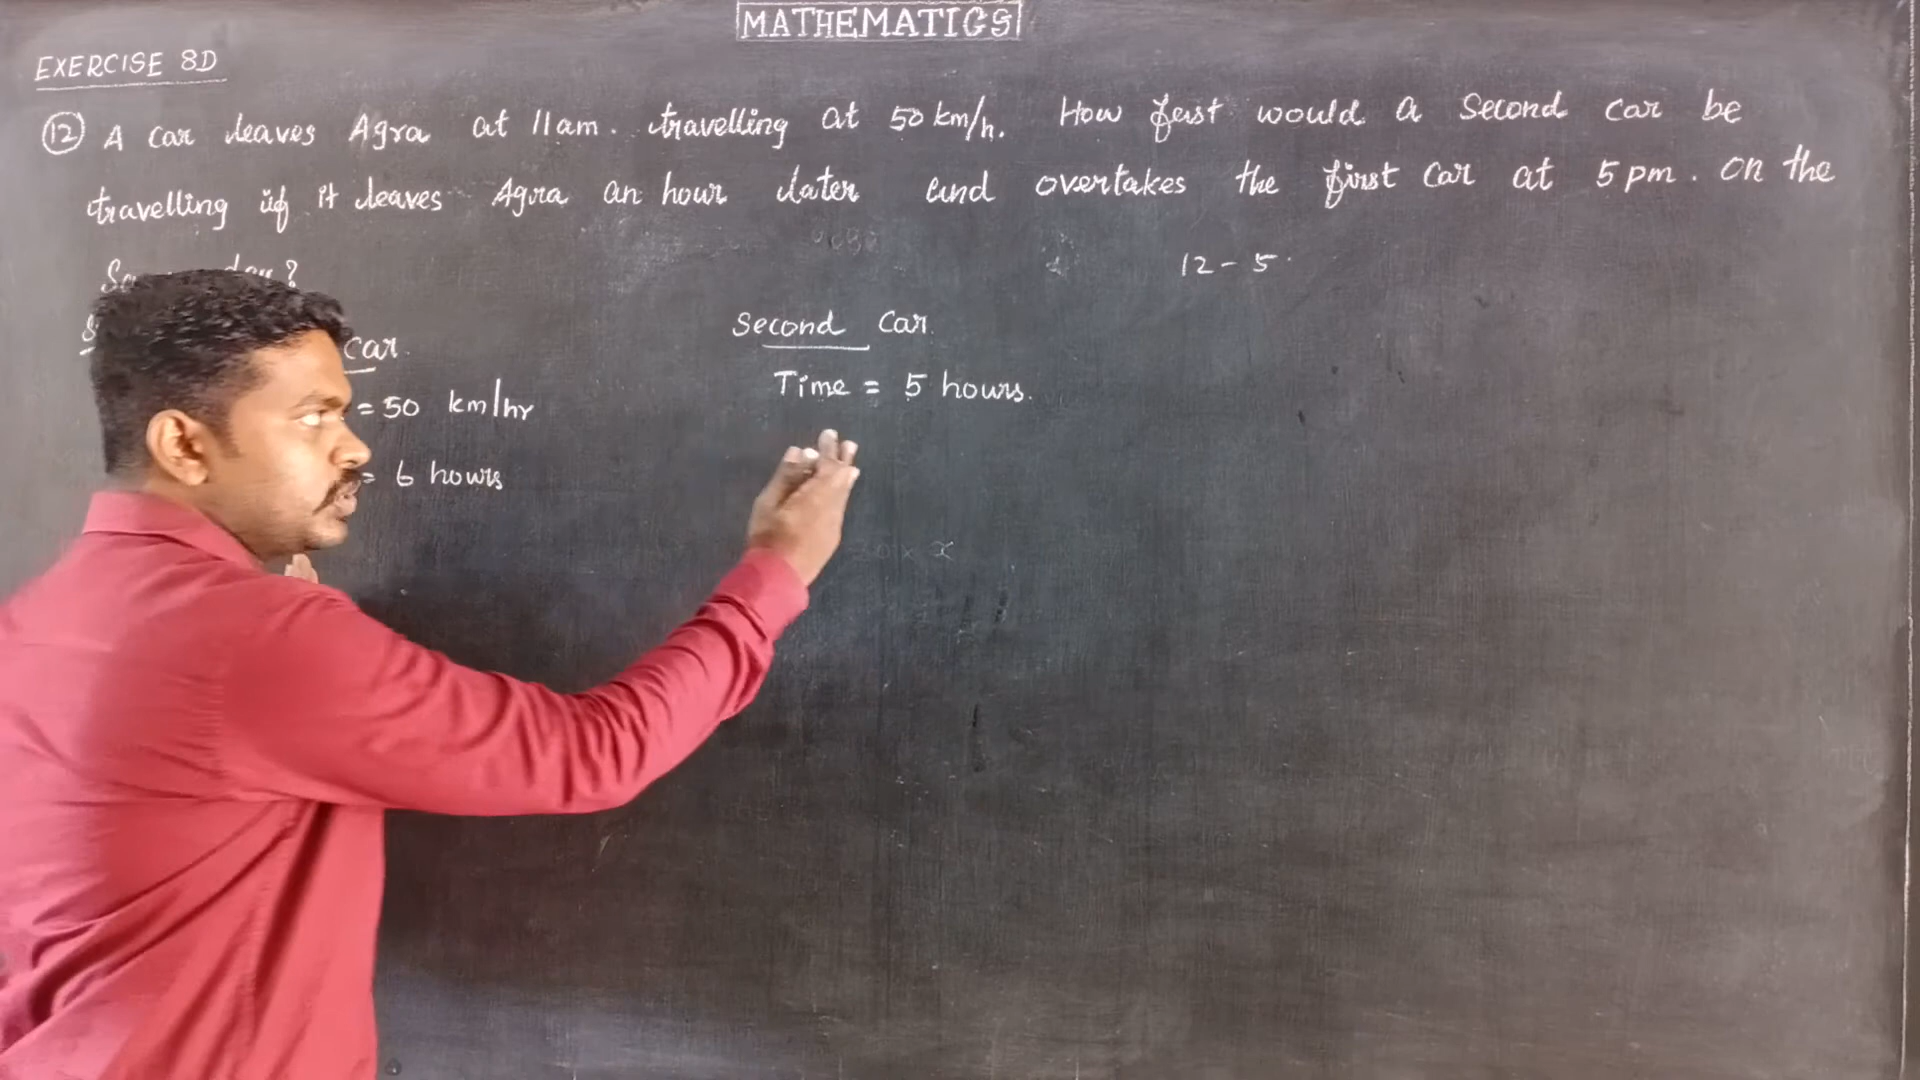 MATHEMATICS
EXERCISE 8D
12 A car leaves Agra at 11am. travelling at 50 km/h. How fast would a Second car be
travelling if it leaves Agra an hour later and overtakes the first Car at 5 pm. on the
day?
12 - 5
Second Car.
Car.
Time = 5 hours.
= 50 km/hr
= 6 hours
x